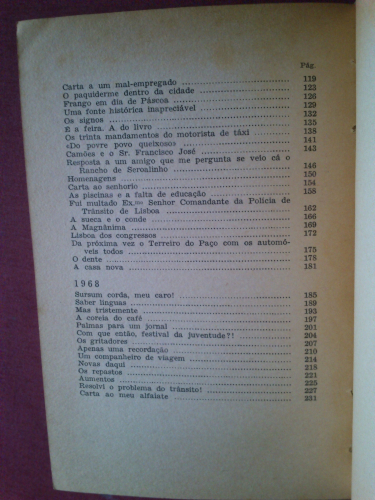 Pág.
Carta a um mal-empregado 119
O paquiderme dentro da cidade 123
Frango em dia de Páscoa 126
Uma fonte histórica inapreciável 129
Os signos 132
E a feira. A do livro 135
Os trinta mandamentos do motorista de táxi 138
«Do povre povo queixoso» 141
Camões e o Sr. Francisco José 143
Resposta a um amigo que me pergunta se veio cá o
Rancho de Seroalinho 146
Homenagens 150
Carta ao senhorio 154
As piscinas e a falta de educação 158
Fui multado Ex.mo Senhor Comandante da Polícia de
Trânsito de Lisboa 162
A sueca e o conde 166
A Magnânima 169
Lisboa dos congressos 172
Da próxima vez o Terreiro do Paço com os automó-
veis todos 175
O dente 178
A casa nova 181
1968
Sursum corda, meu caro! 185
Saber línguas 189
Mas tristemente 193
A coreia do café 197
Palmas para um jornal 201
Com que então, festival da juventude?! 204
Os gritadores 207
Apenas uma recordação 210
Um companheiro de viagem 214
Novas daqui 218
Os repastos 221
Aumentos 225
Resolvi o problema do trânsito! 227
Carta ao meu alfaiate 231